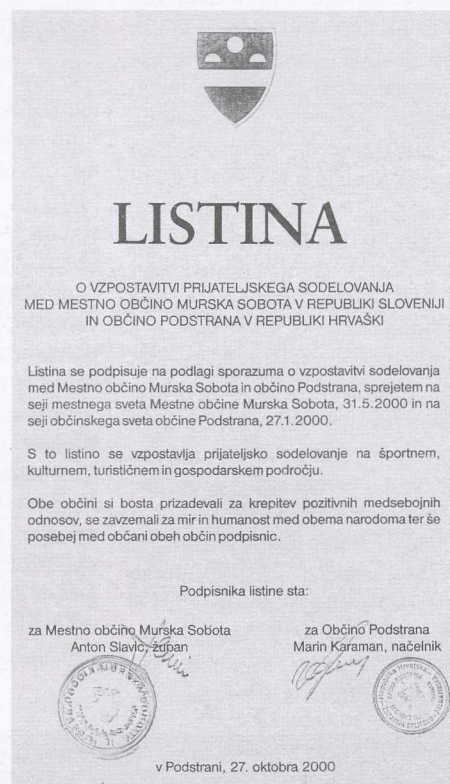 LISTINA
O VZPOSTAVITVI PRIJATELJSKEGA SODELOVANJA
MED MESTNO OBČINO MURSKA SOBOTA V REPUBLIKI SLOVENIJI
IN OBČINO PODSTRANA V REPUBLIKI HRVAŠKI
Listina se podpisuje na podlagi sporazuma o vzpostavitvi sodelovanja
med Mestno občino Murska Sobota in občino Podstrana, sprejetem na
seji mestnega sveta Mestne občine Murska Sobota, 31.5.2000 in na
seji občinskega sveta občine Podstrana, 27.1.2000.
S to listino se vzpostavlja prijateljsko sodelovanje na športnem,
kulturnem, turističnem in gospodarskem področju.
Obe občini si bosta prizadevali za krepitev pozitivnih medsebojnih
odnosov, se zavzemali za mir in humanost med obema narodoma ter še
posebej med občani obeh občin podpisnic.
Podpisnika listine sta:
za Mestno občino Murska Sobota
Anton Slavic, župan
za Občino Podstrana
Marin Karaman, načelnik
v Podstrani, 27. oktobra 2000